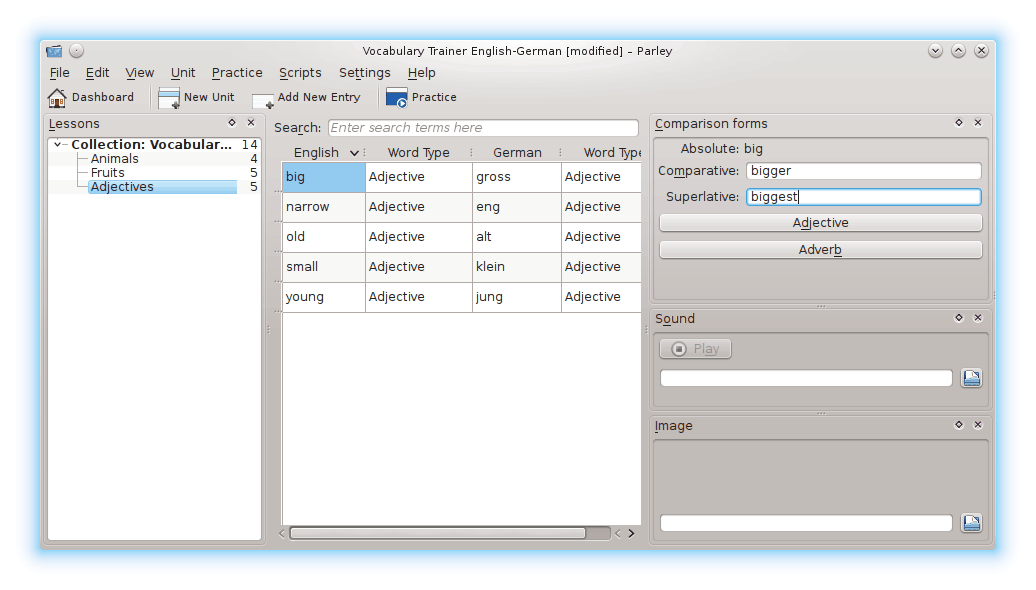 Vocabulary Trainer English-German [modified] – Parley
File Edit View Unit Practice Scripts Settings Help
Dashboard New Unit Add New Entry Practice
Lessons
Collection: Vocabular... 14
Animals 4
Fruits 5
Adjectives 5
Search: Enter search terms here
English Word Type German Word Type
big Adjective gross Adjective
narrow Adjective eng Adjective
old Adjective alt Adjective
small Adjective klein Adjective
young Adjective jung Adjective
Comparison forms
Absolute: big
Comparative: bigger
Superlative: biggest
Adjective
Adverb
Sound
Play
Image